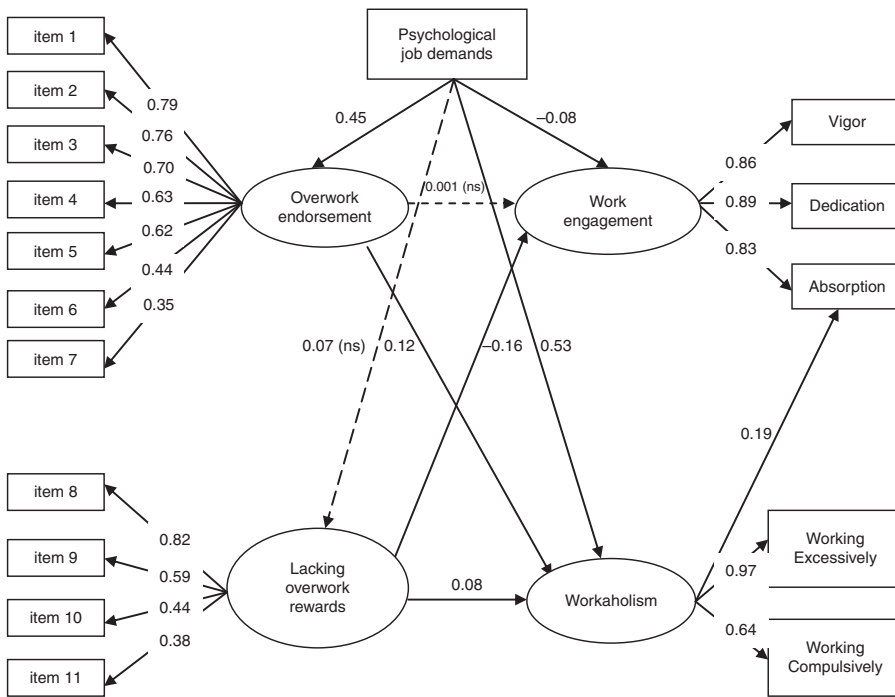 item 1
item 2
item 3
item 4
item 5
item 6
item 7
0.79
0.76
0.70
0.63
0.62
0.44
0.35
Psychological
job demands
0.45
–0.08
Overwork
endorsement
0.001 (ns)
Work
engagement
0.86
0.89
0.83
Vigor
Dedication
Absorption
0.07 (ns)
0.12
–0.16
0.53
0.19
item 8
item 9
item 10
item 11
0.82
0.59
0.44
0.38
Lacking
overwork
rewards
0.08
Workaholism
0.97
0.64
Working
Excessively
Working
Compulsively